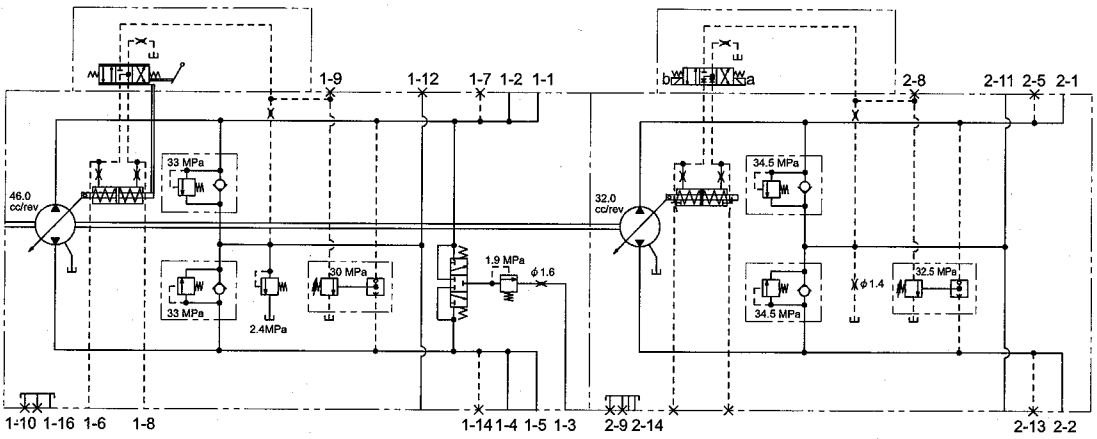 b a
1-9 1-12 1-7 1-2 1-1 2-8 2-11 2-5 2-1
33 MPa 34.5 MPa
46.0
cc/rev
32.0
cc/rev
1.9 MPa φ1.6
30 MPa 32.5 MPa
φ1.4
33 MPa 34.5 MPa
2.4MPa
1-10 1-16 1-6 1-8 1-14 1-4 1-5 1-3 2-9 2-14 2-13 2-2